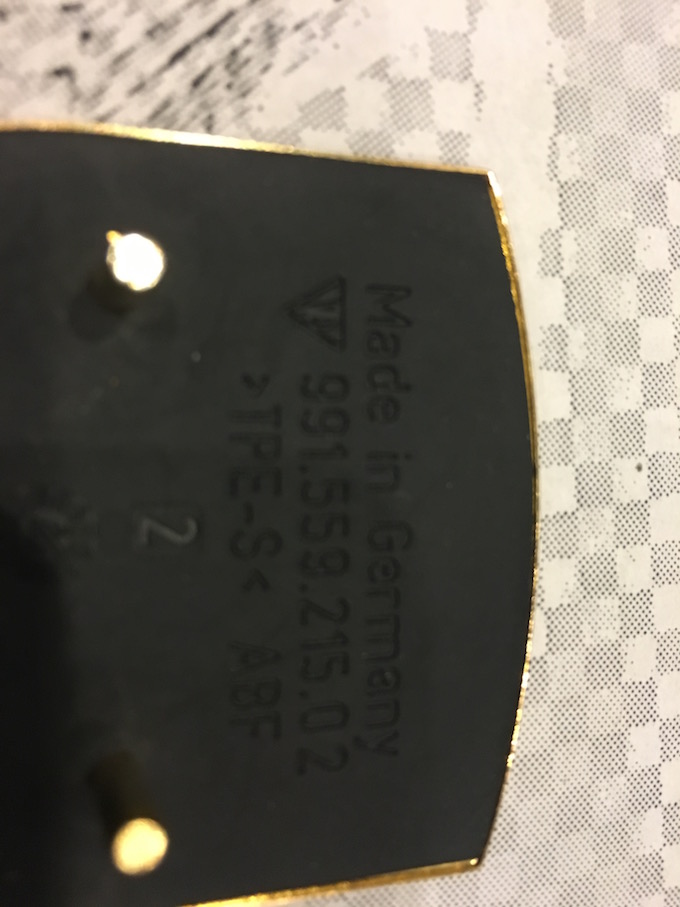 Made in Germany
991.559.215.02
>TPE-S< ABF
2